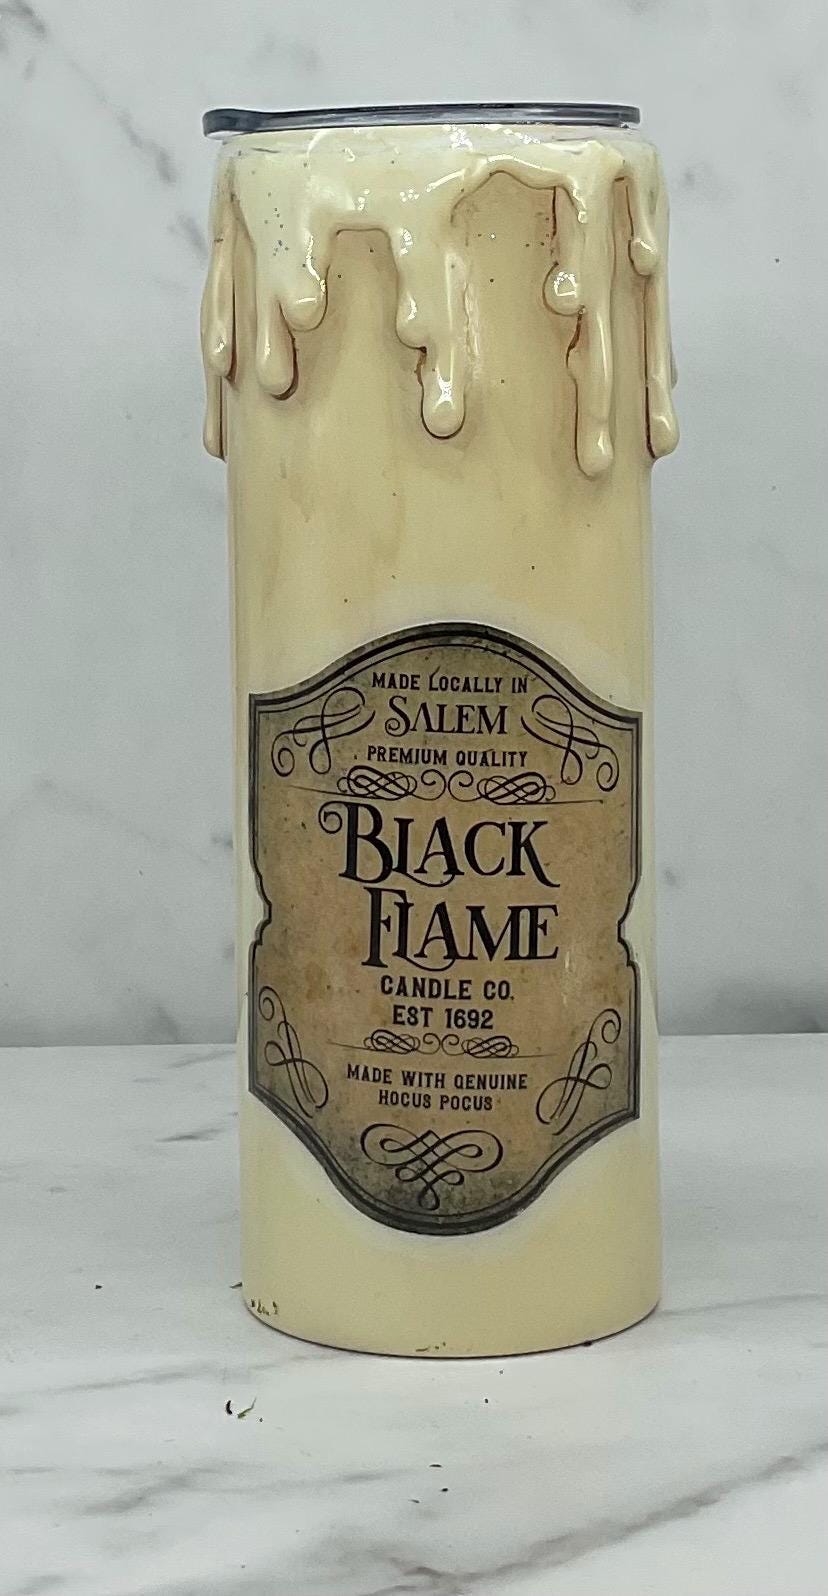 MADE LOCALLY IN
SALEM
PREMIUM QUALITY
BLACK
FLAME
CANDLE CO.
EST 1692
MADE WITH GENUINE
HOCUS POCUS